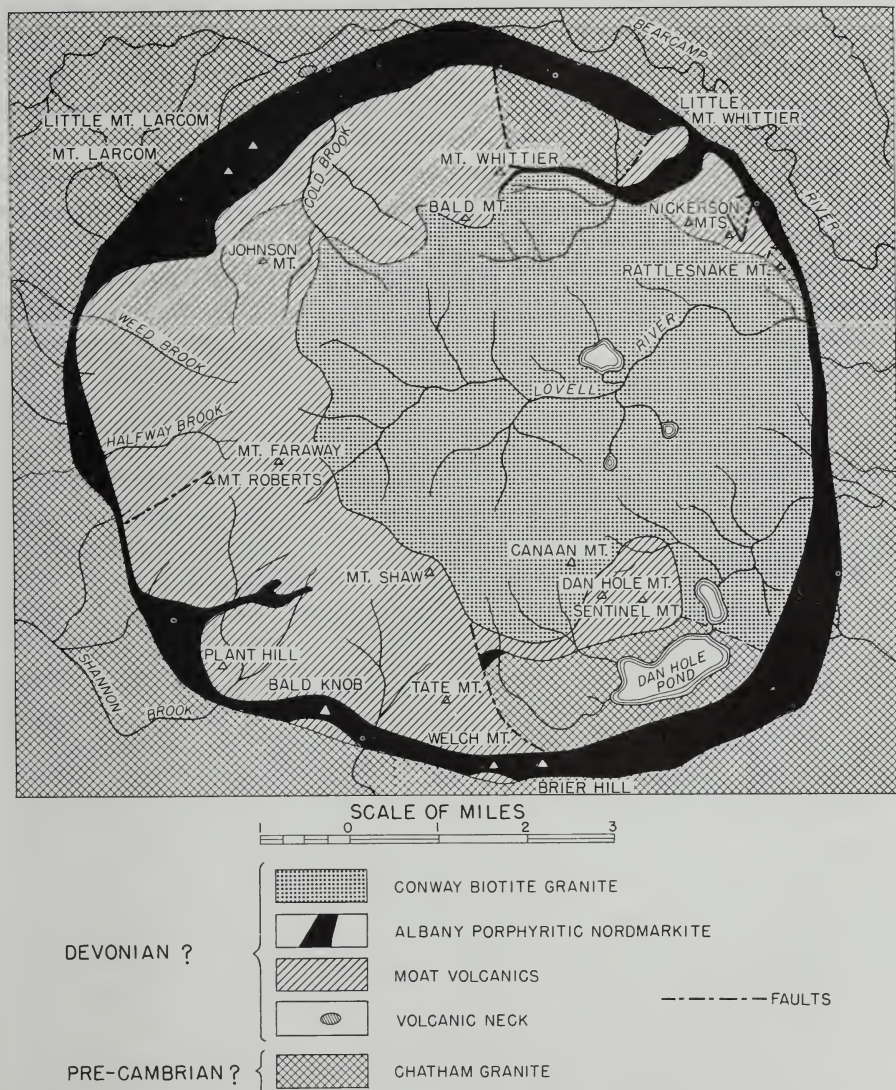 BEARCAMP
RIVER
LITTLE MT. LARCOM
MT. LARCOM
LITTLE
MT. WHITTIER
COLD BROOK
MT. WHITTIER
BALD MT.
NICKERSON
MTS.
JOHNSON
MT.
RATTLESNAKE MT.
WEED BROOK
LOVELL RIVER
HALFWAY BROOK
MT. FARAWAY
MT. ROBERTS
CANAAN MT.
MT. SHAW
DAN HOLE MT.
SENTINEL MT.
PLANT HILL
DAN HOLE
POND
SHANNON
BROOK
BALD KNOB
TATE MT.
WELCH MT.
BRIER HILL
SCALE OF MILES
1 0 1 2 3
DEVONIAN ?
CONWAY BIOTITE GRANITE
ALBANY PORPHYRITIC NORDMARKITE
MOAT VOLCANICS
VOLCANIC NECK
FAULTS
PRE-CAMBRIAN ?
CHATHAM GRANITE